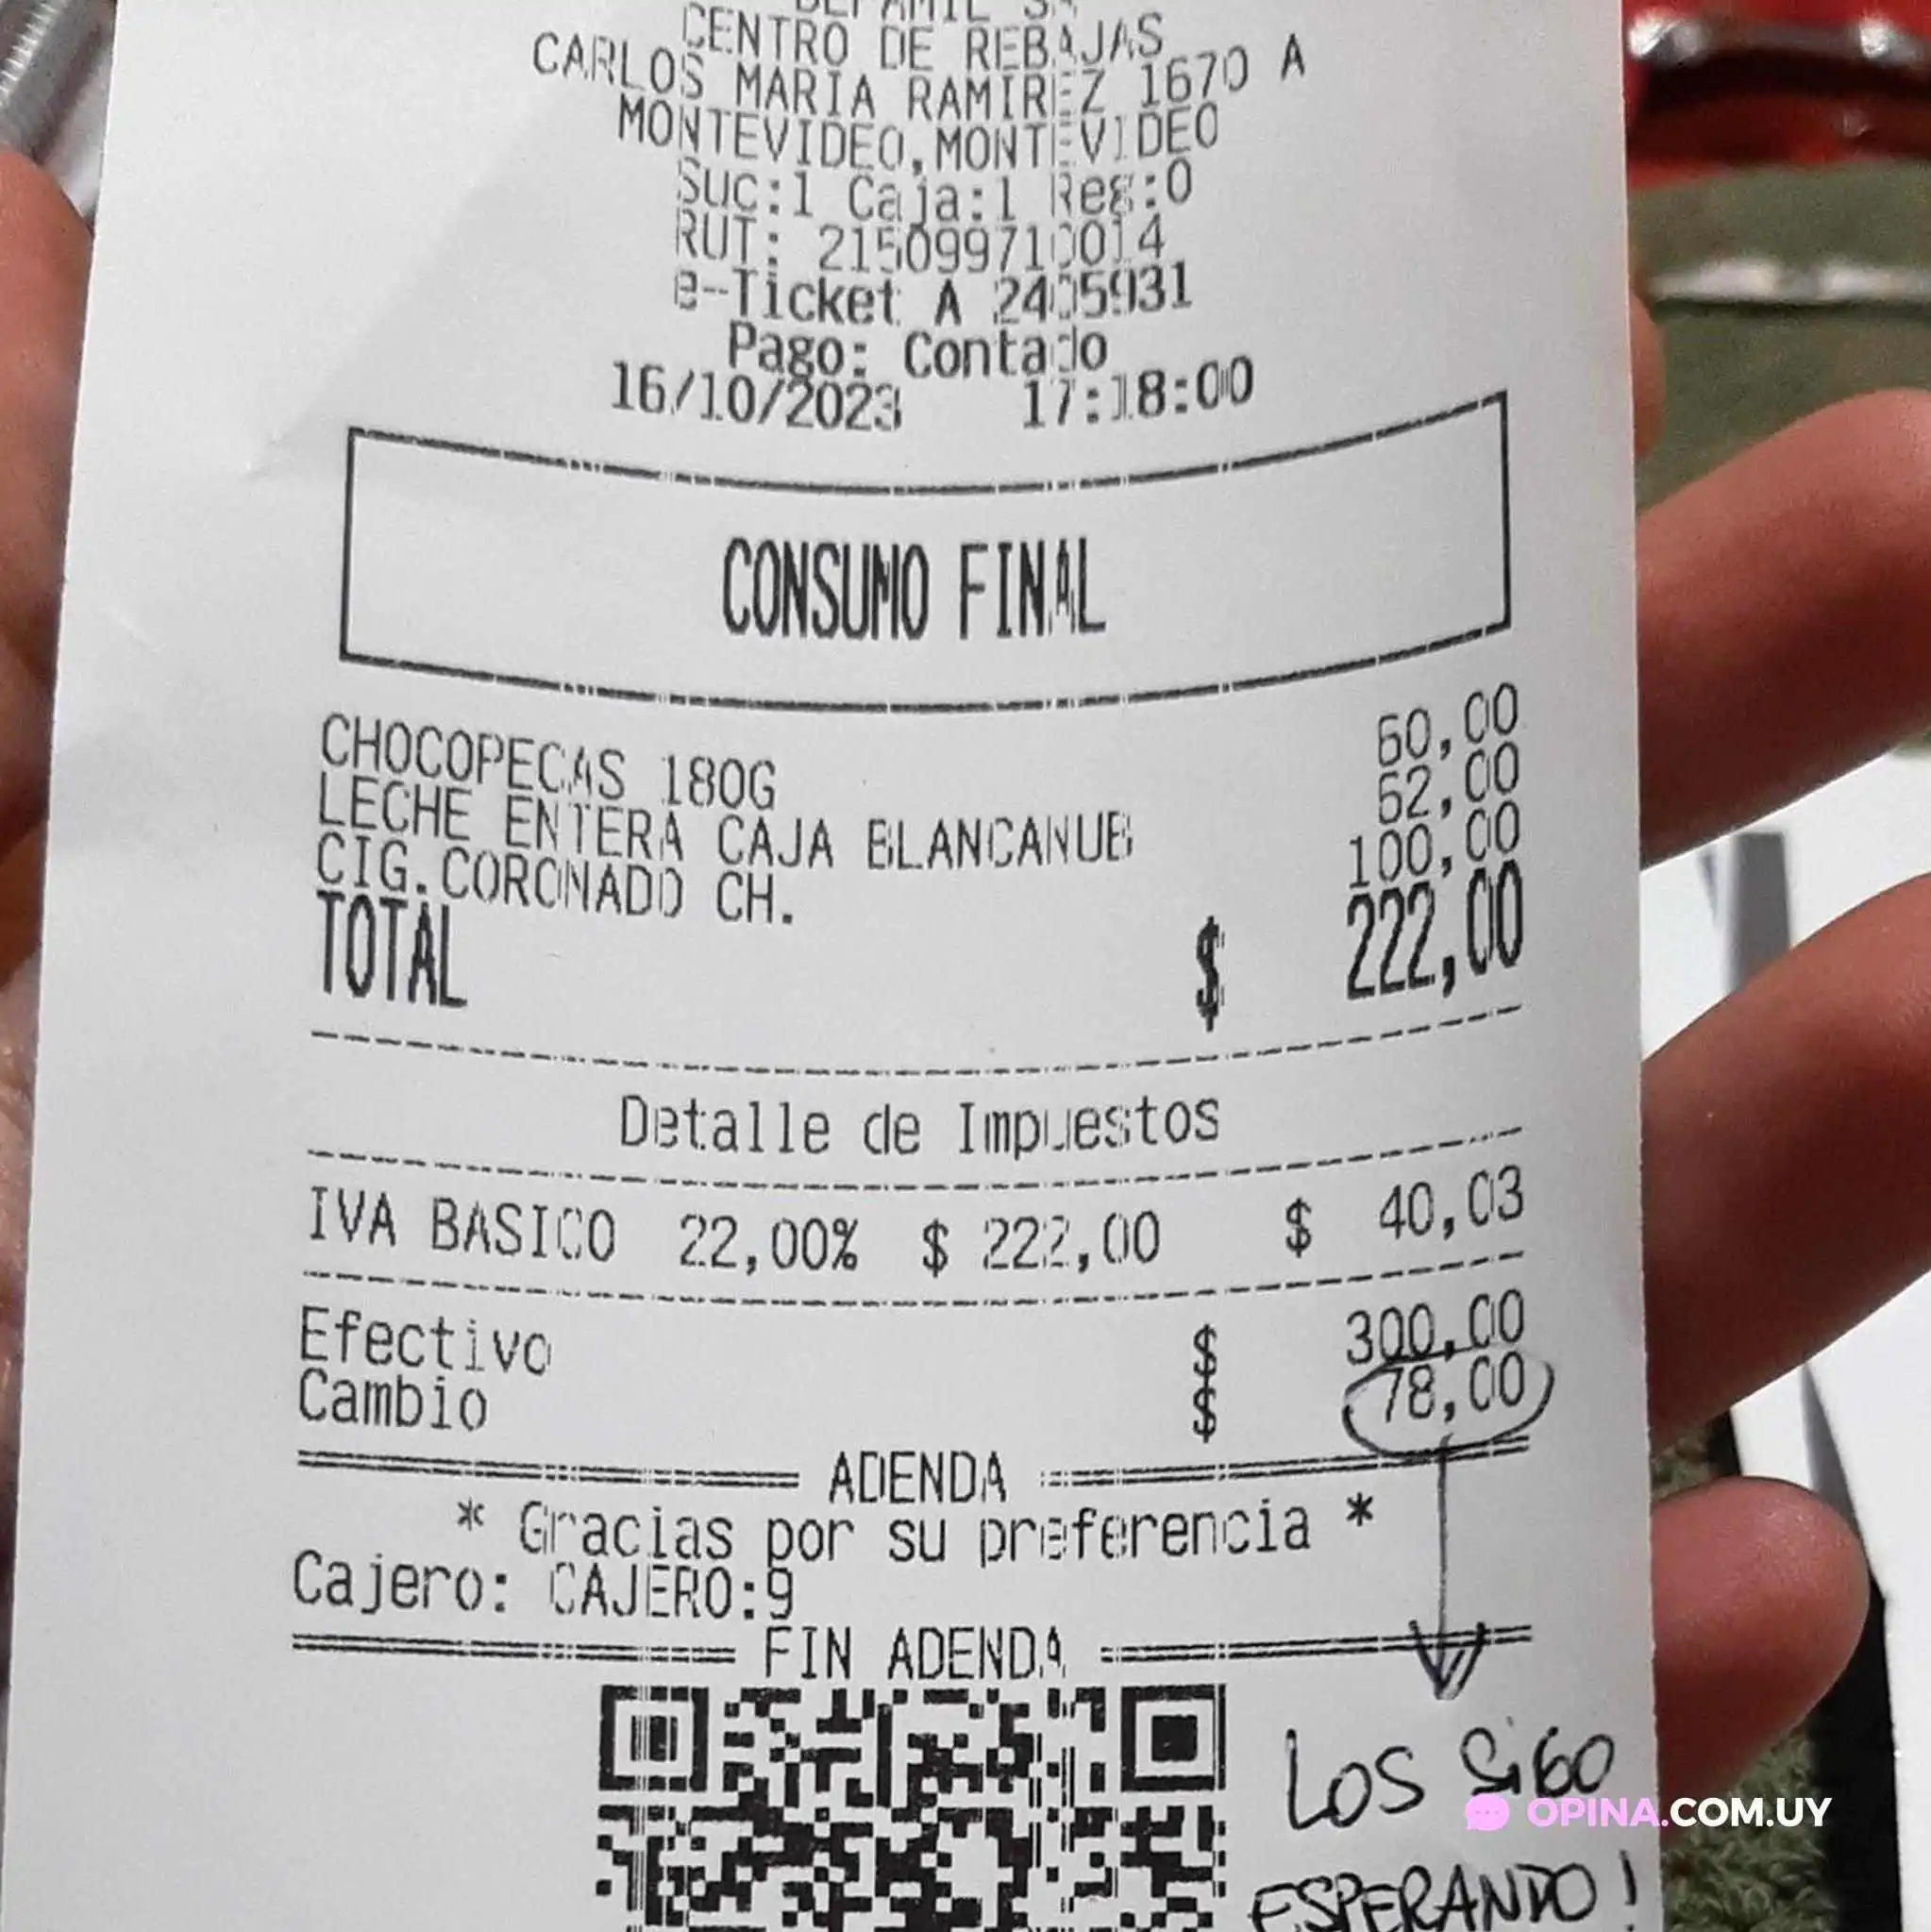 CENTRO DE REBAJAS
CARLOS MARIA RAMIREZ 1670 A
MONTEVIDEO,MONTEVIDEO
Suc:1 Caja:1 Reg:0
RUT: 215099710014
e-Ticket A 2405931
Pago: Contado
16/10/2023 17:18:00
CONSUMO FINAL
CHOCOPECAS 180G 60,00
LECHE ENTERA CAJA BLANCANUB 62,00
CIG.CORONADO CH. 100,00
TOTAL $ 222,00
Detalle de Impuestos
IVA BASICO 22,00% $ 222,00 $ 40,03
Efectivo $ 300,00
Cambio $ 78,00
ADENDA
* Gracias por su preferencia *
Cajero: CAJERO:9
FIN ADENDA
LOS SIGO
ESPERANDO!
OPINA.COM.UY